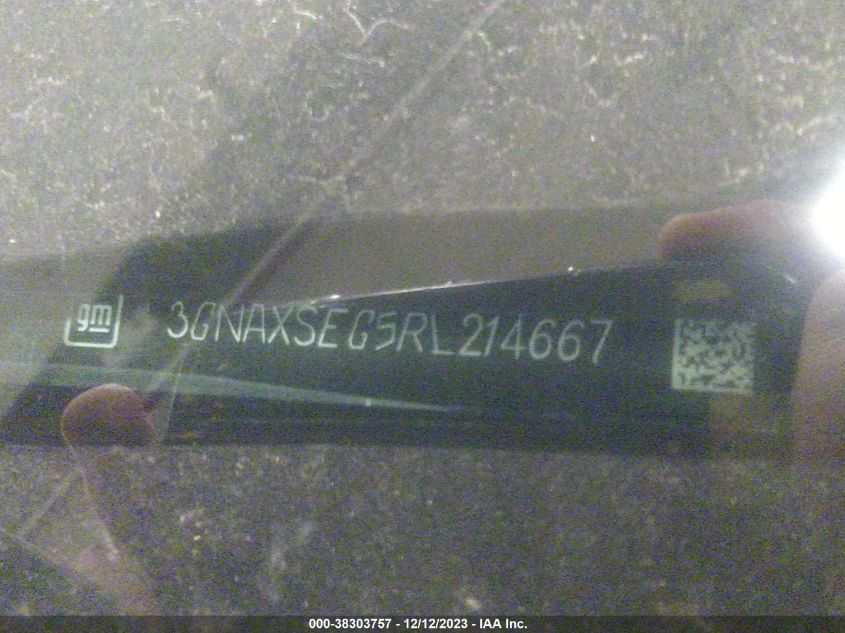 gm 3GNAXSEG5RL214667
000-38303757 - 12/12/2023 - IAA Inc.